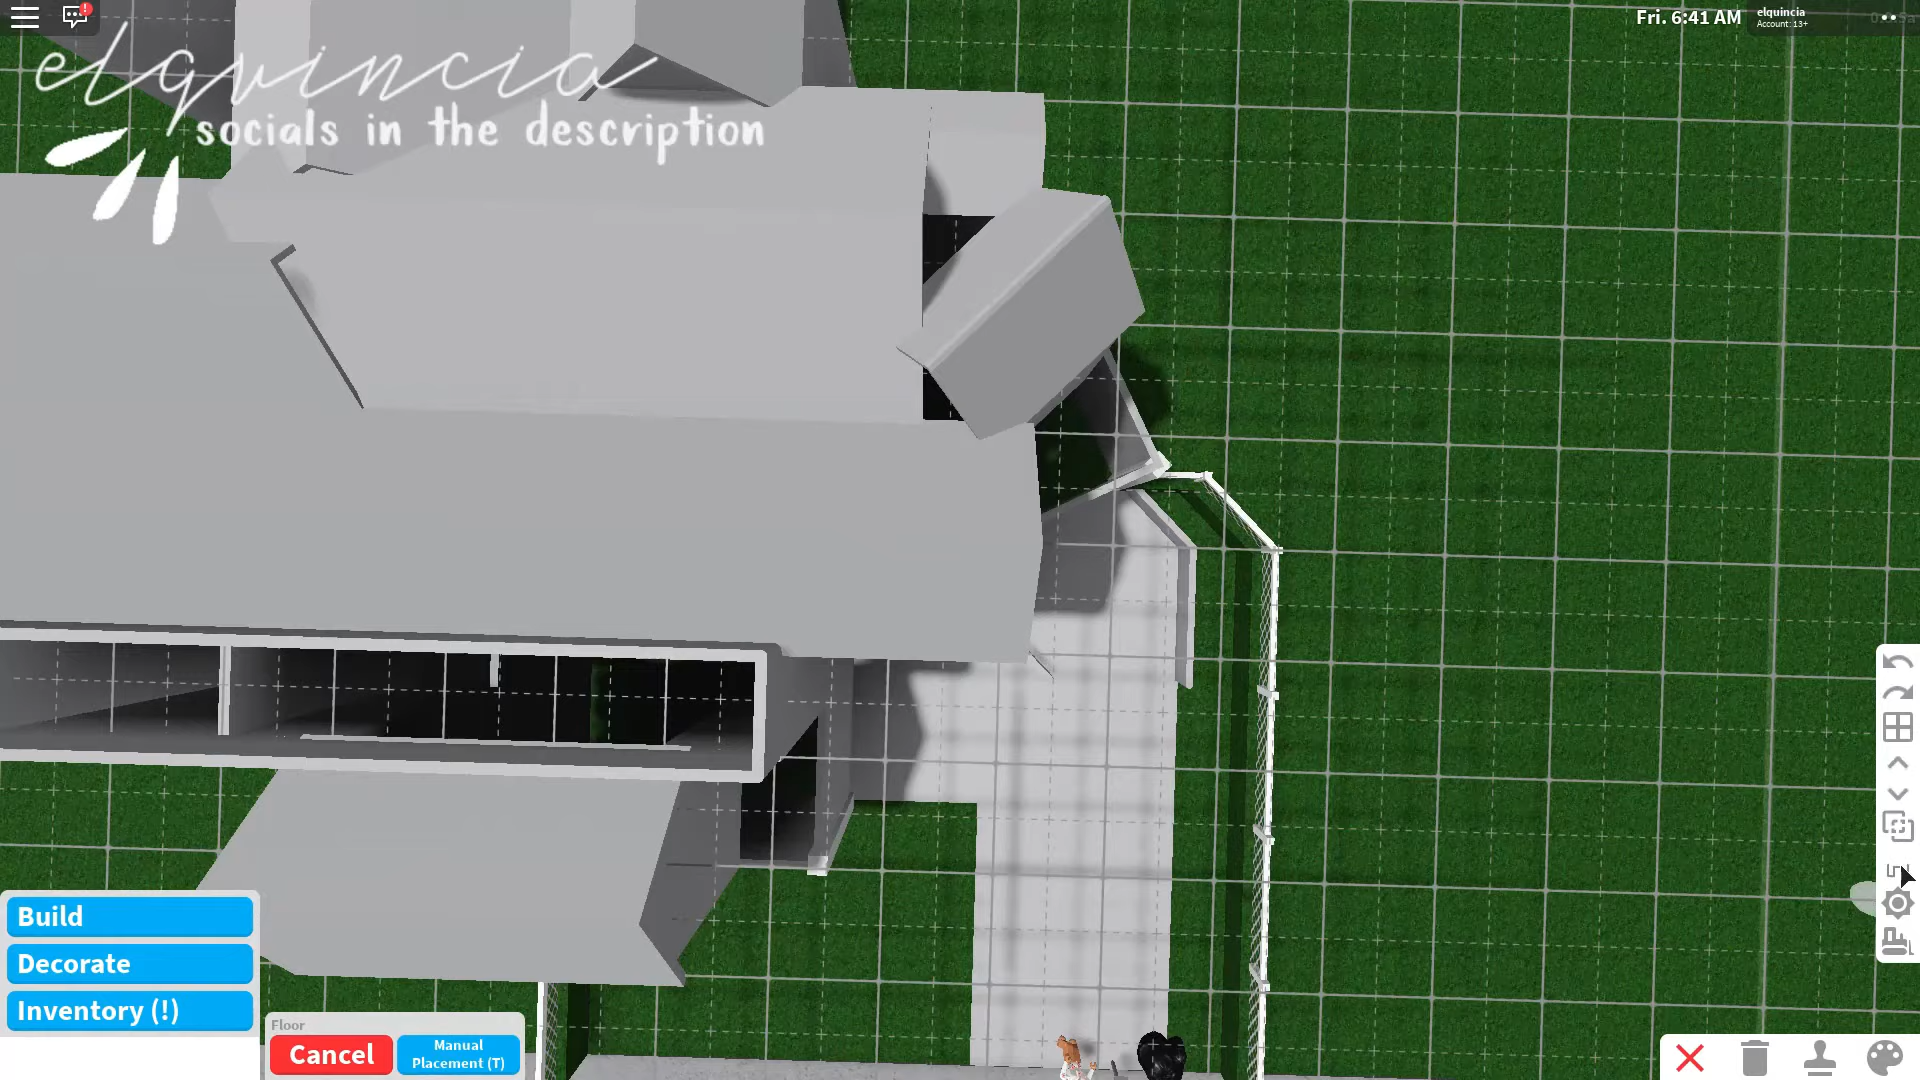 Fri. 6:41 AM
elquincia
Account: 13+
elquincia
socials in the description
Build
Decorate
Inventory (!)
Floor
Cancel
Manual
Placement (T)